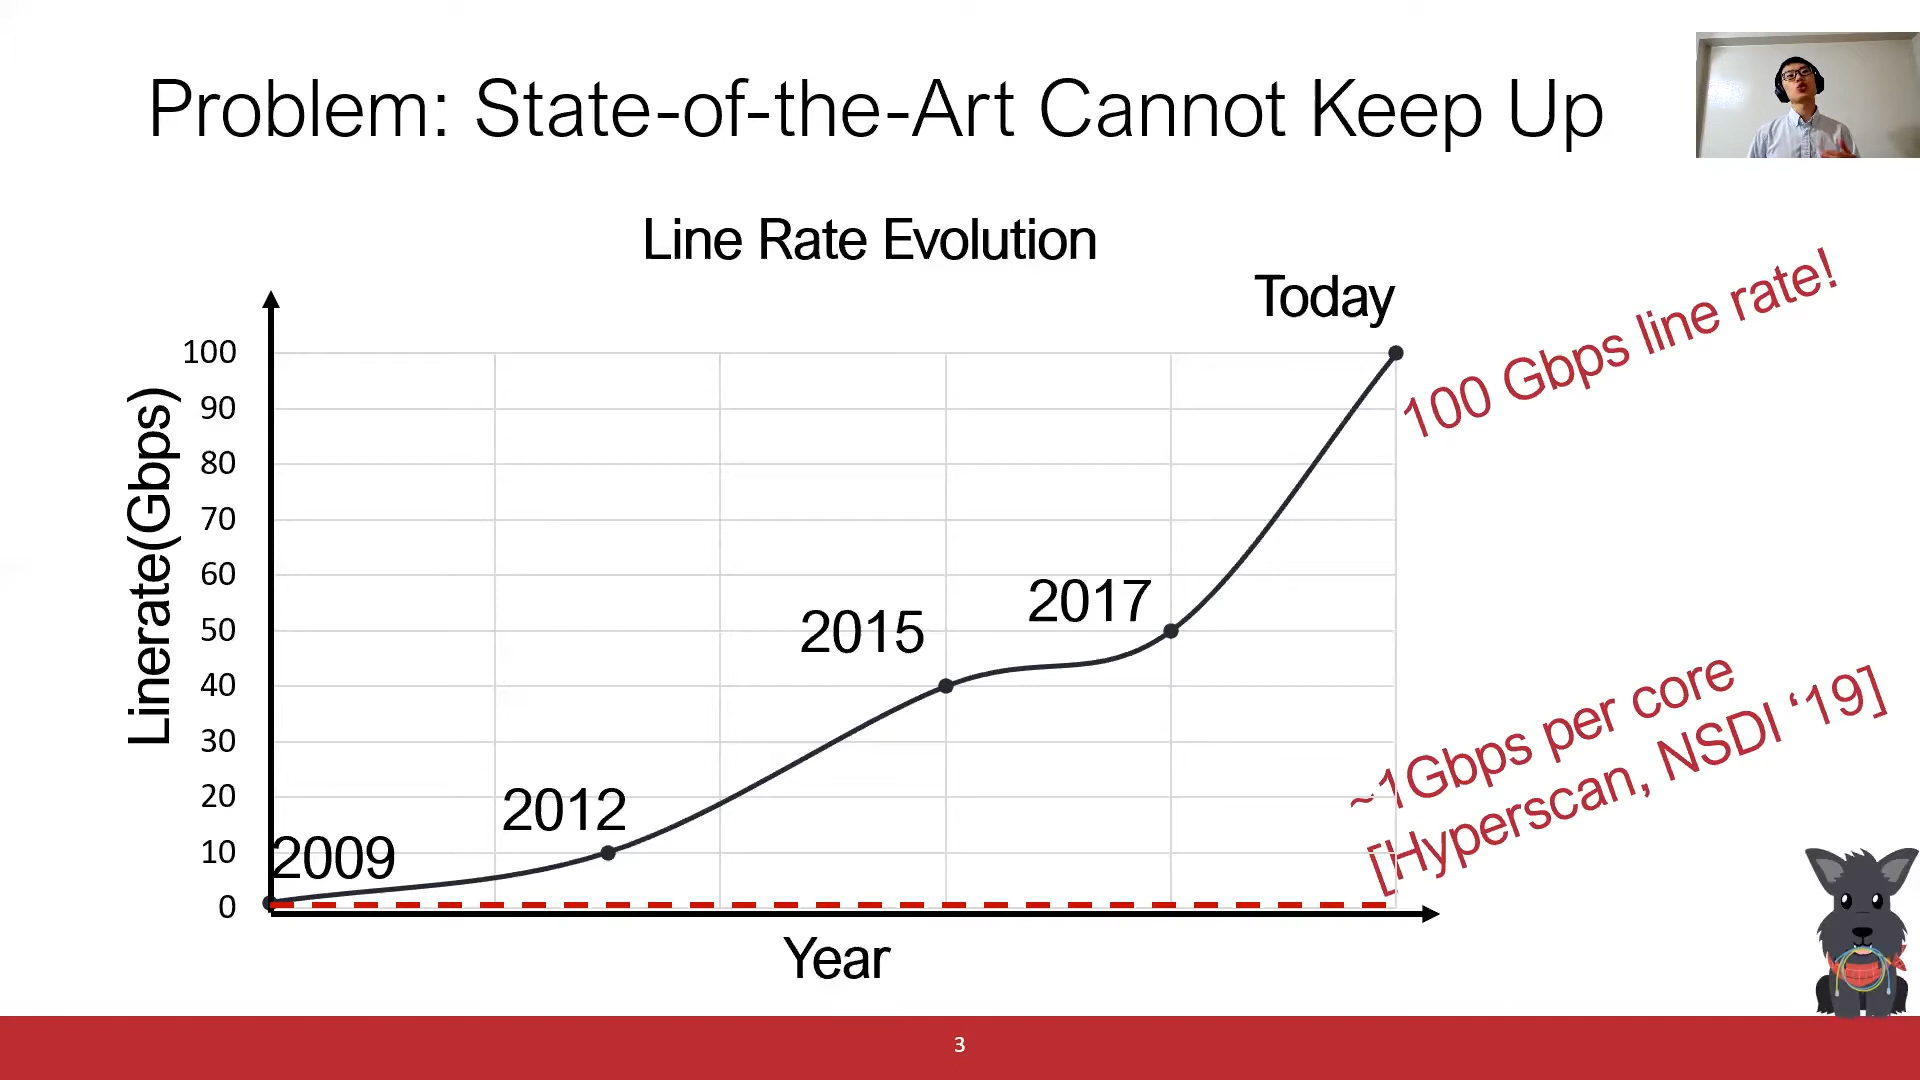 Problem: State-of-the-Art Cannot Keep Up
Line Rate Evolution
Today
100 Gbps line rate!
Linerate(Gbps)
100
90
80
70
60
50
40
30
20
10
0
2009
2012
2015
2017
~1Gbps per core
[Hyperscan, NSDI ‘19]
Year
3